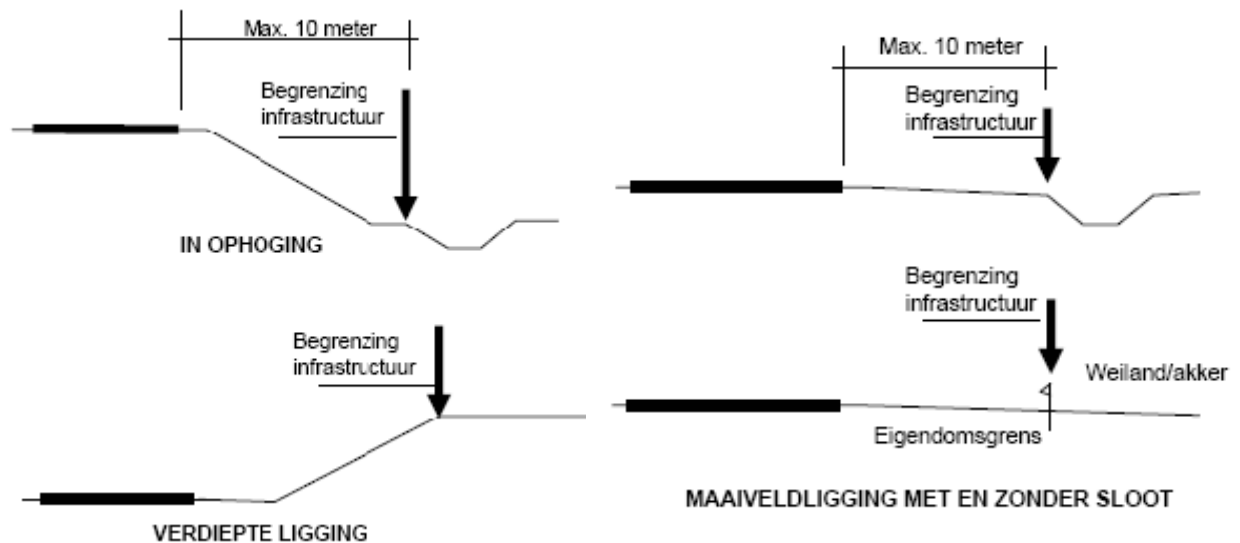 Max. 10 meter
Begrenzing
infrastructuur
IN OPHOGING
Begrenzing
infrastructuur
VERDIEPTE LIGGING
Max. 10 meter
Begrenzing
infrastructuur
Begrenzing
infrastructuur
Weiland/akker
Eigendomsgrens
MAAIVELDLIGGING MET EN ZONDER SLOOT